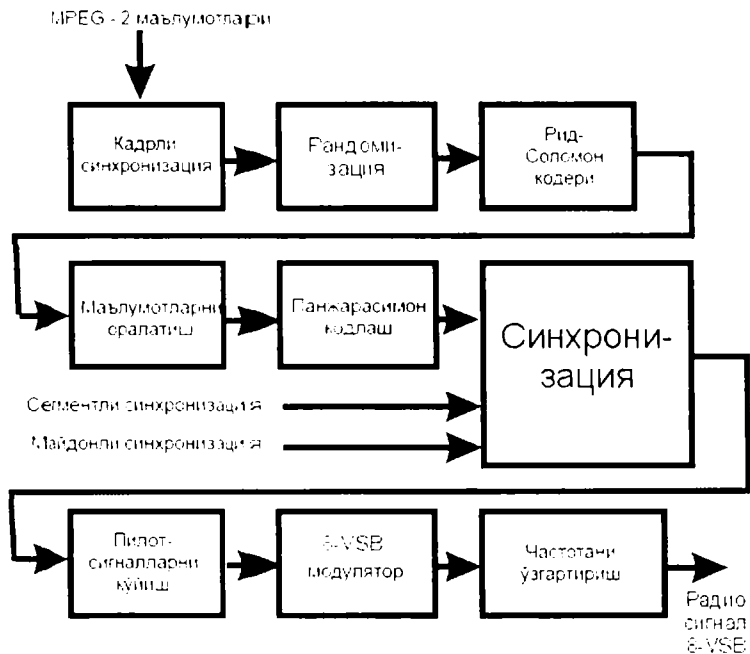 MPEG - 2 маълумотлари
Кадрли
синхронизация
Рандоми-
зация
Рид-
Соломон
кодери
Маълумотларни
оралатиш
Панжарасимон
кодлаш
Синхрони-
зация
Сегментли синхронизация
Майдонли синхронизация
Пилот-
сигналларни
қўйиш
8-VSB
модулятор
Частотани
ўзгартириш
Радио
сигнал
8-VSB